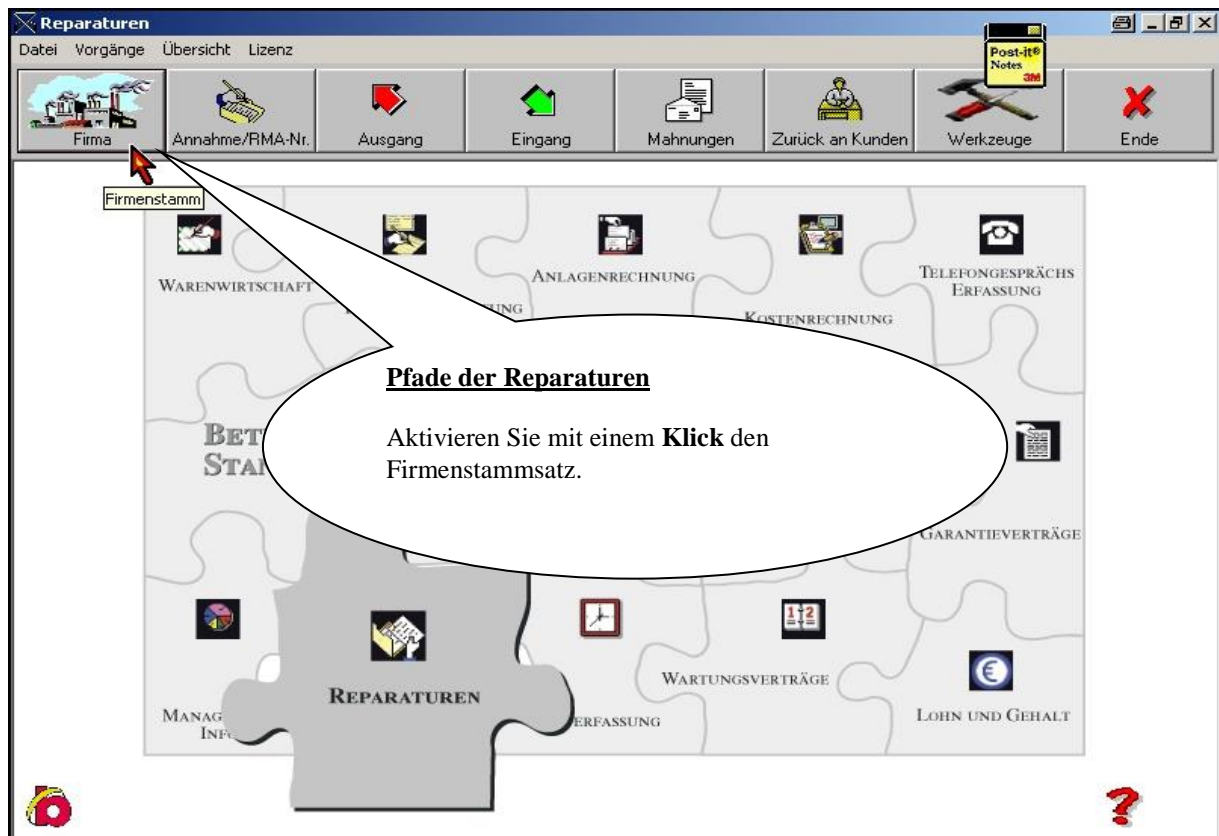 Reparaturen
Datei Vorgänge Übersicht Lizenz
Post-it®
Notes
3M
Firma Annahme/RMA-Nr. Ausgang Eingang Mahnungen Zurück an Kunden Werkzeuge Ende
Firmenstamm
WARENWIRTSCHAFT
ANLAGENRECHNUNG
KOSTENRECHNUNG
TELEFONGESPRÄCHS
ERFASSUNG
Pfade der Reparaturen
Aktivieren Sie mit einem Klick den
Firmenstammsatz.
GARANTIEVERTRÄGE
REPARATUREN
WARTUNGSVERTRÄGE
LOHN UND GEHALT